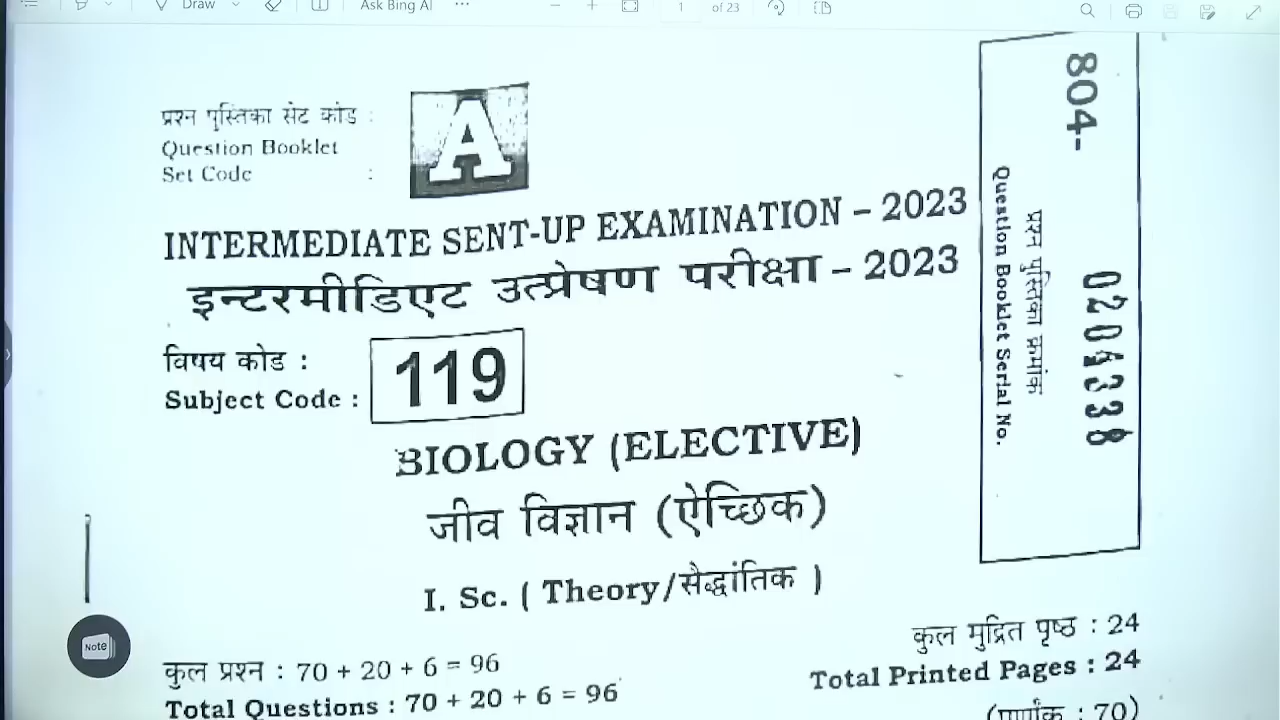 Draw
Ask Bing AI
1
of 23
प्रश्न पुस्तिका सेट कोड :
Question Booklet
Set Code :
A
INTERMEDIATE SENT-UP EXAMINATION – 2023
इन्टरमीडिएट उत्प्रेषण परीक्षा – 2023
विषय कोड :
Subject Code :
119
BIOLOGY (ELECTIVE)
जीव विज्ञान (ऐच्छिक)
I. Sc. ( Theory/सैद्धांतिक )
804-
प्रश्न पुस्तिका क्रमांक
Question Booklet Serial No.
0204338
Note
कुल प्रश्न : 70 + 20 + 6 = 96
Total Questions : 70 + 20 + 6 = 96
कुल मुद्रित पृष्ठ : 24
Total Printed Pages : 24
(पूर्णांक : 70)